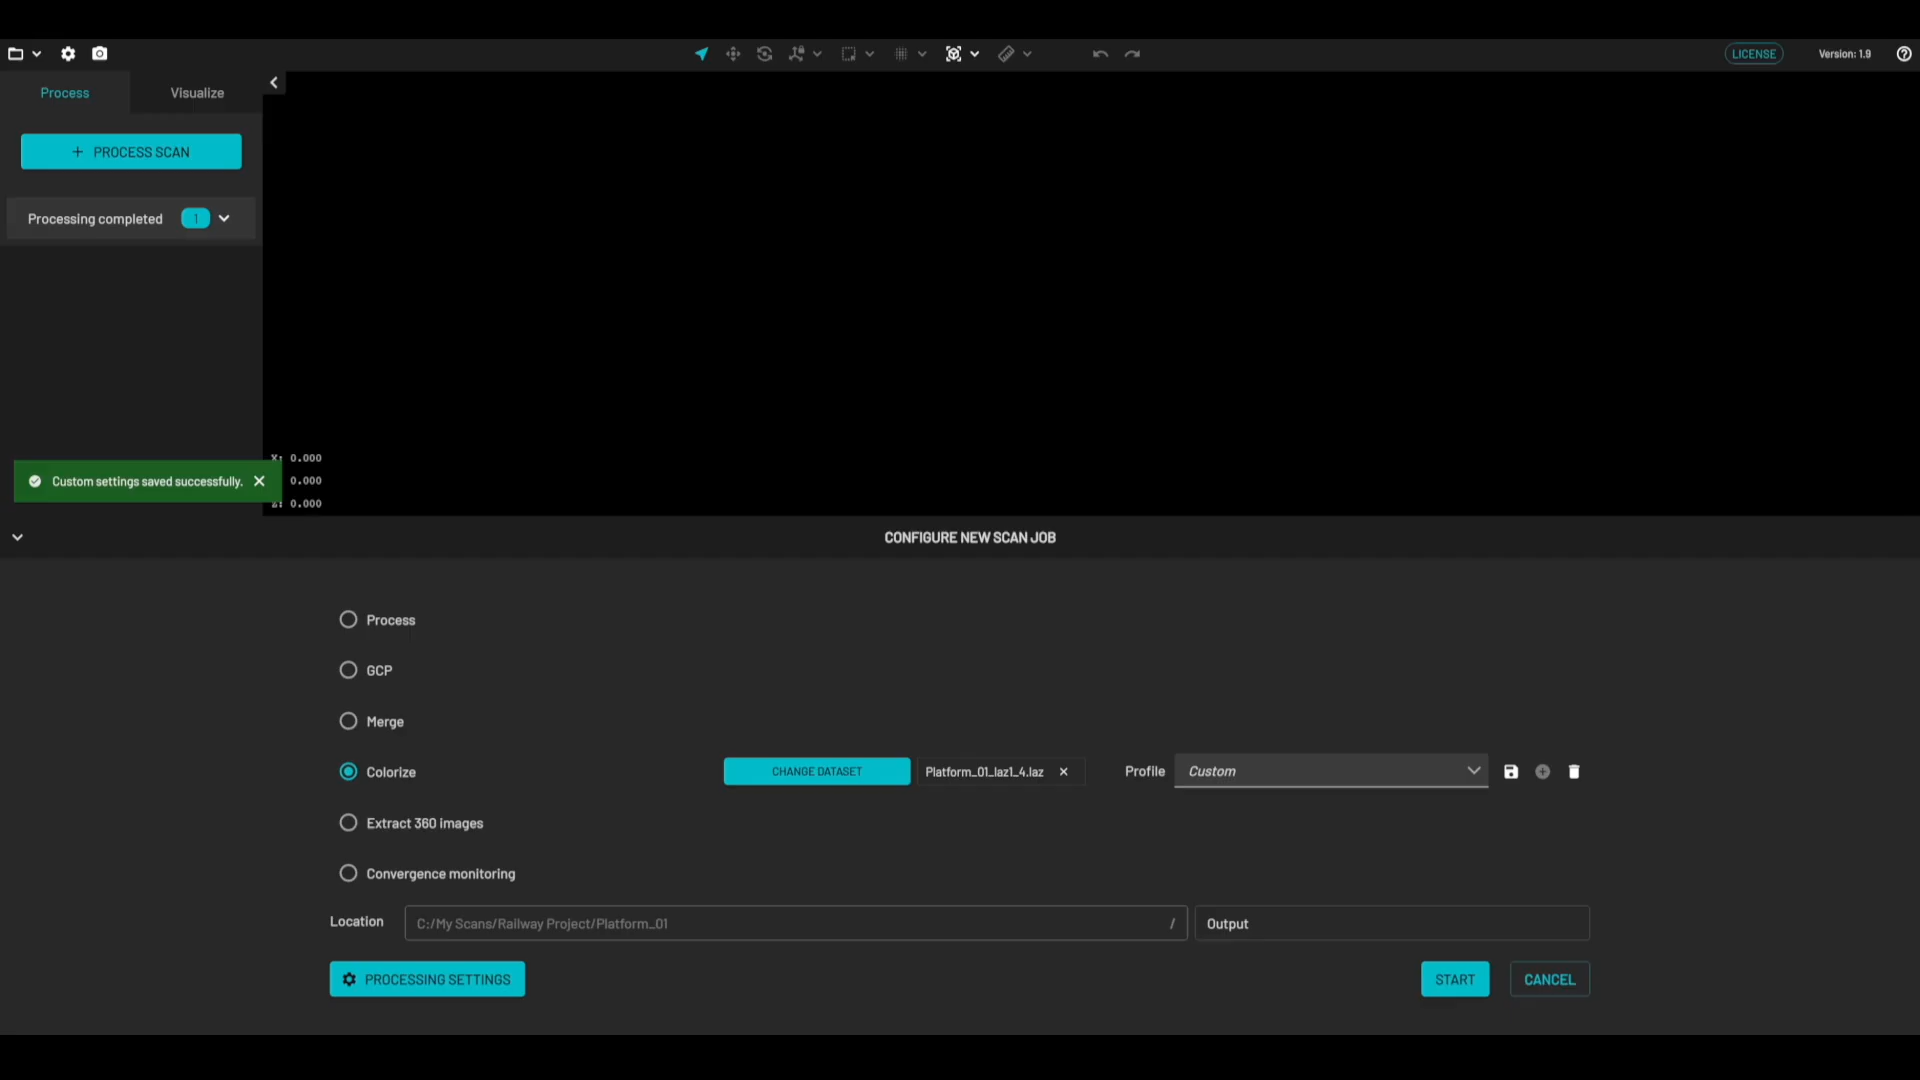 LICENSE
Version: 1.9
Process
Visualize
+ PROCESS SCAN
Processing completed 1
X: 0.000
Custom settings saved successfully.
0.000
Z: 0.000
CONFIGURE NEW SCAN JOB
Process
GCP
Merge
Colorize
CHANGE DATASET
Platform_01_laz1_4.laz
Profile
Custom
Extract 360 images
Convergence monitoring
Location
C:/My Scans/Railway Project/Platform_01 /
Output
PROCESSING SETTINGS
START
CANCEL